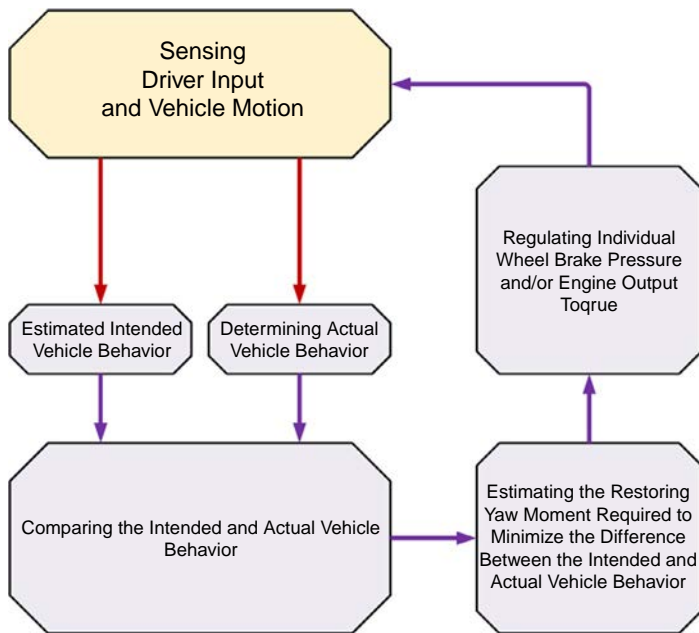 Sensing
Driver Input
and Vehicle Motion
Estimated Intended
Vehicle Behavior
Determining Actual
Vehicle Behavior
Comparing the Intended and Actual Vehicle
Behavior
Estimating the Restoring
Yaw Moment Required to
Minimize the Difference
Between the Intended and
Actual Vehicle Behavior
Regulating Individual
Wheel Brake Pressure
and/or Engine Output
Toqrue